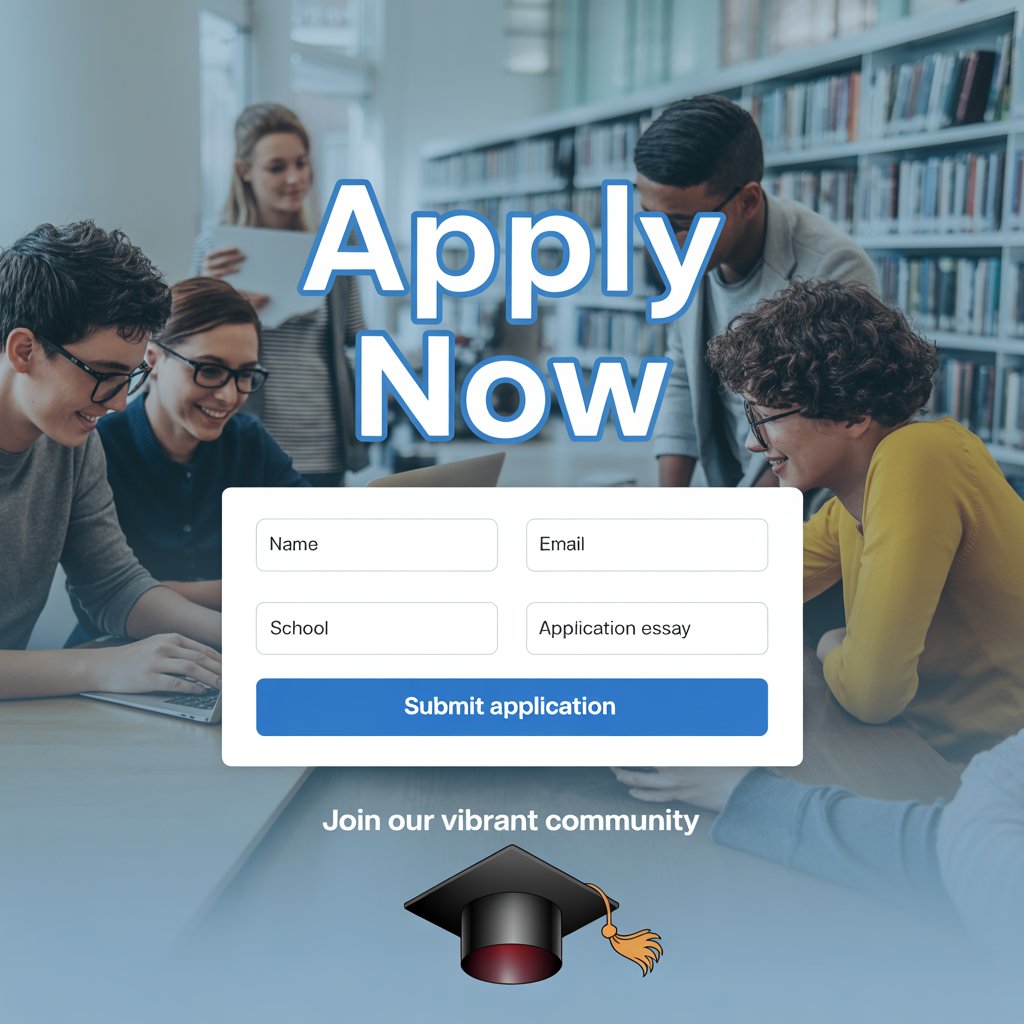 Apply
Now
Name
Email
School
Application essay
Submit application
Join our vibrant community